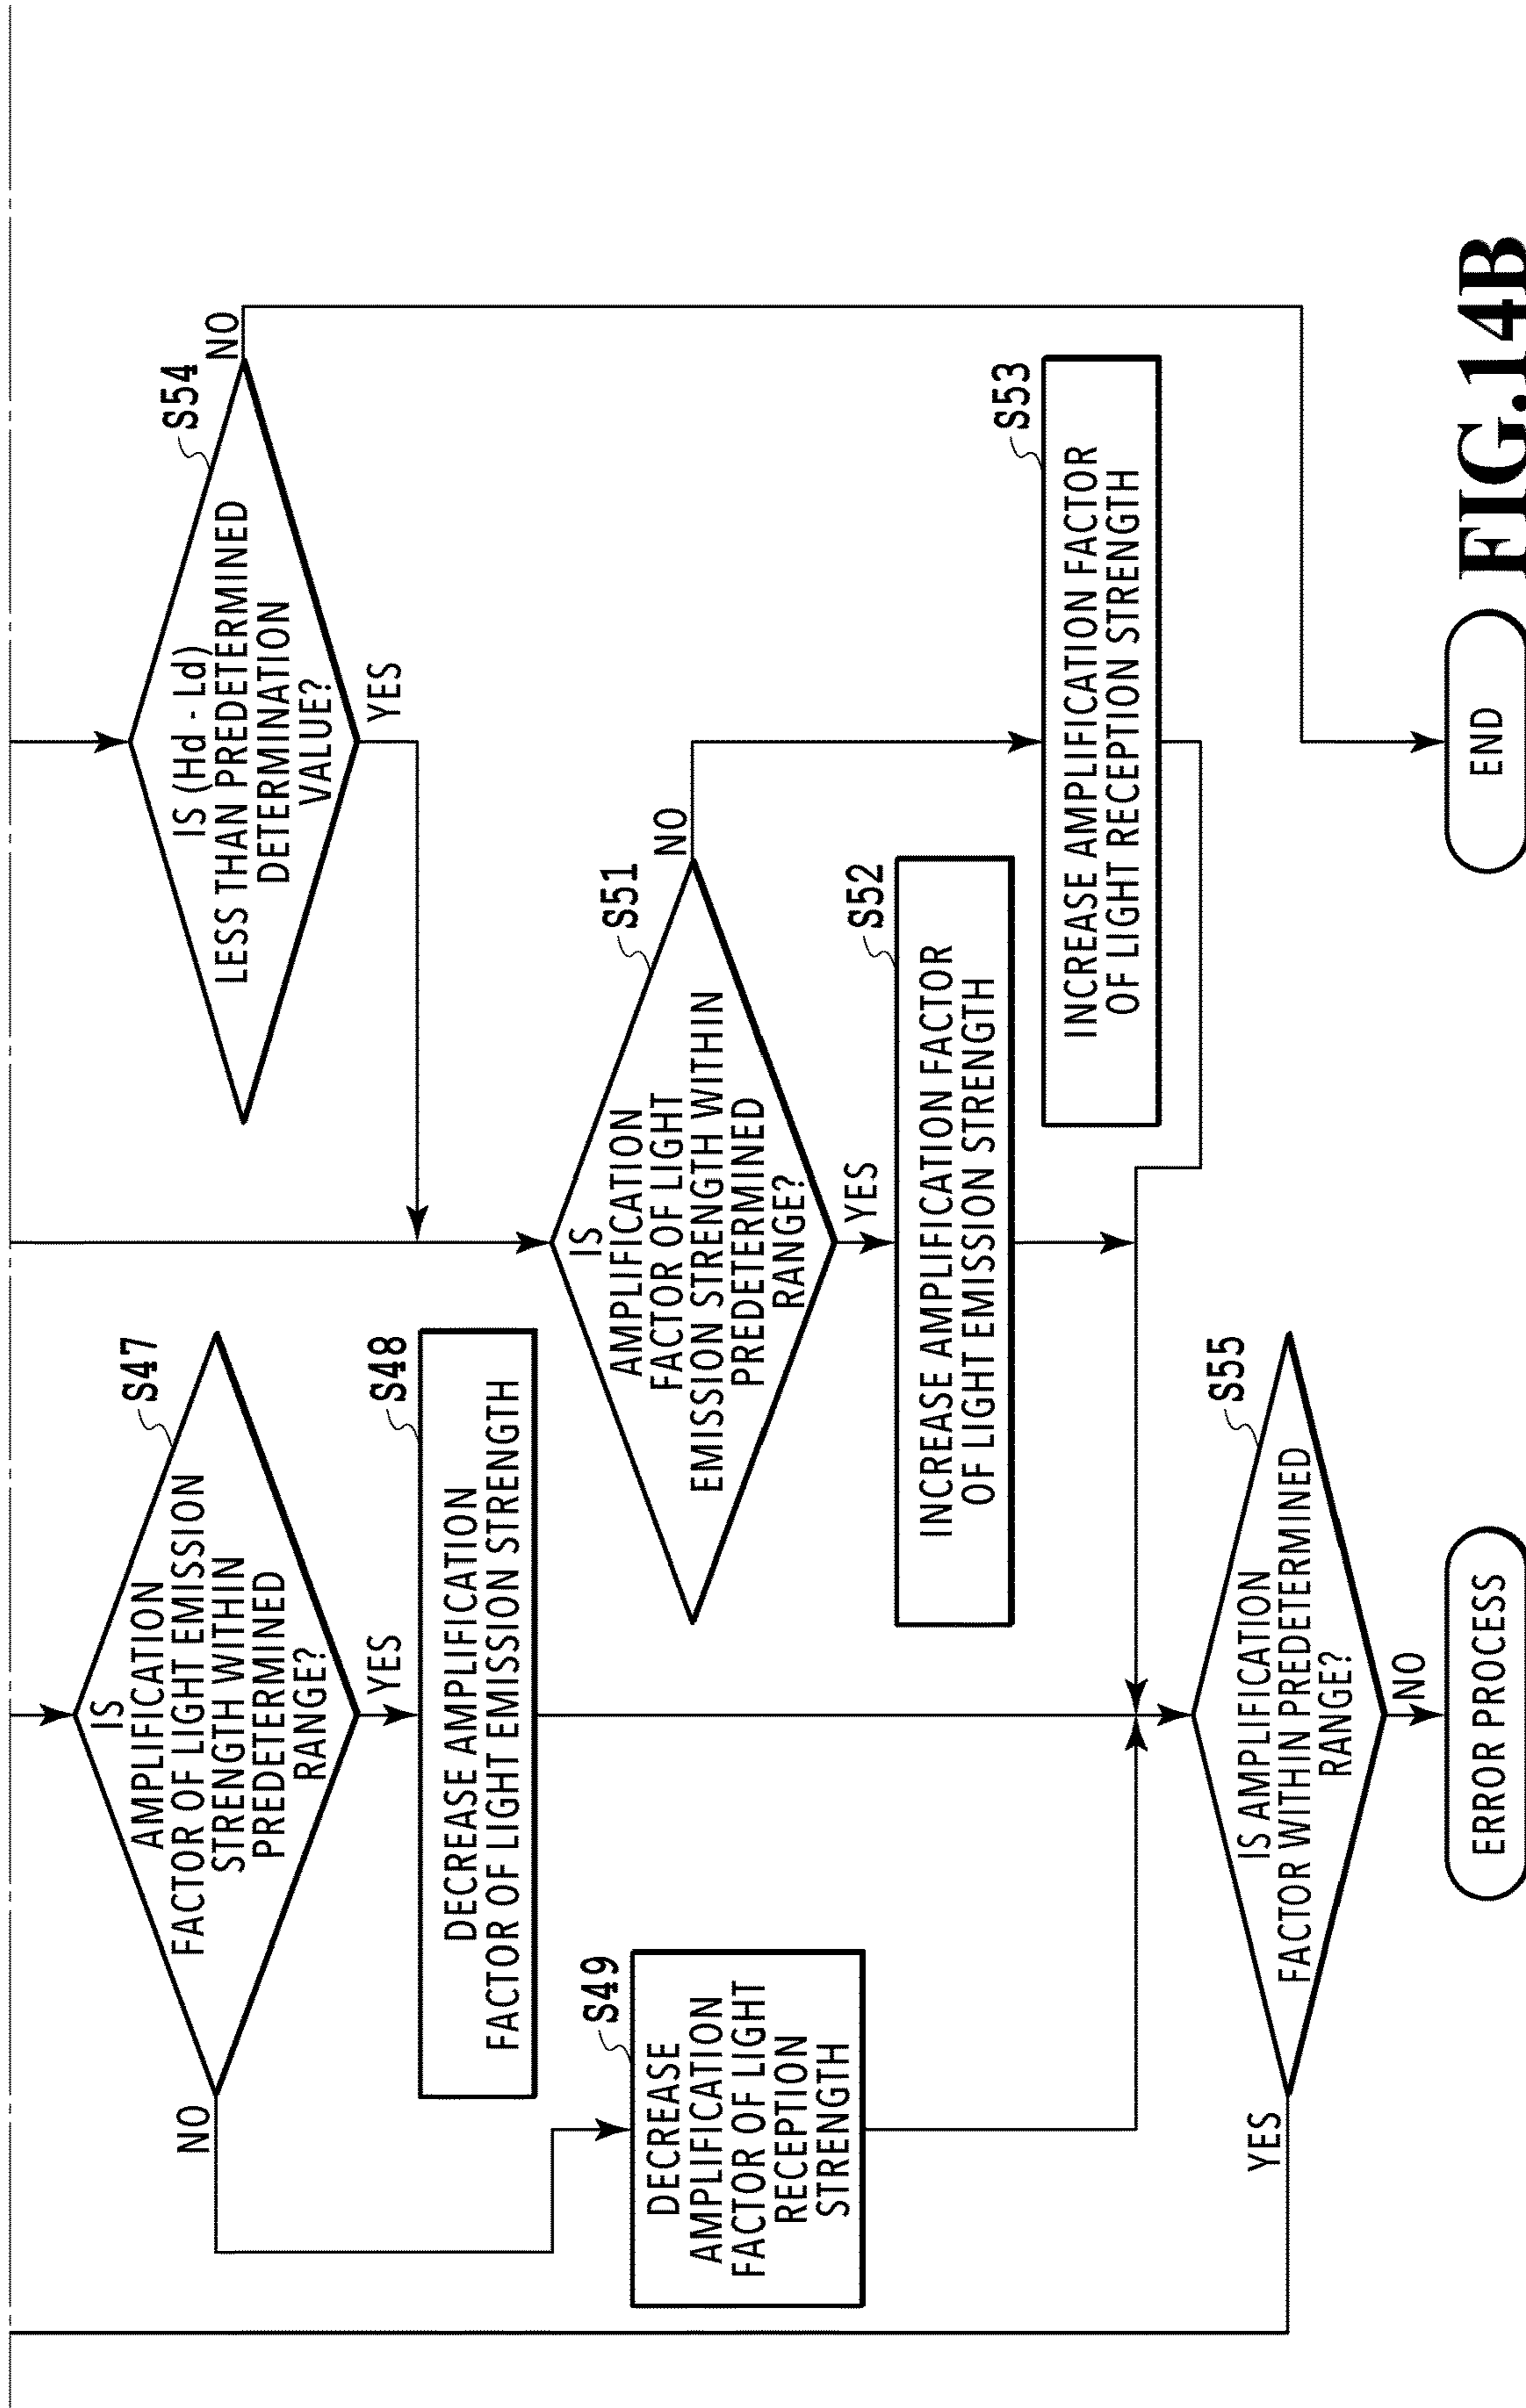 S47
IS
AMPLIFICATION
FACTOR OF LIGHT EMISSION
STRENGTH WITHIN
PREDETERMINED
RANGE?
NO
YES
S48
DECREASE AMPLIFICATION
FACTOR OF LIGHT EMISSION STRENGTH
S49
DECREASE
AMPLIFICATION
FACTOR OF LIGHT
RECEPTION
STRENGTH
S54
IS (Hd - Ld)
LESS THAN PREDETERMINED
DETERMINATION
VALUE?
NO
YES
S51
IS
AMPLIFICATION
FACTOR OF LIGHT
EMISSION STRENGTH WITHIN
PREDETERMINED
RANGE?
NO
YES
S52
INCREASE AMPLIFICATION FACTOR
OF LIGHT EMISSION STRENGTH
S53
INCREASE AMPLIFICATION FACTOR
OF LIGHT RECEPTION STRENGTH
S55
IS AMPLIFICATION
FACTOR WITHIN PREDETERMINED
RANGE?
YES
NO
ERROR PROCESS
END
FIG.14B